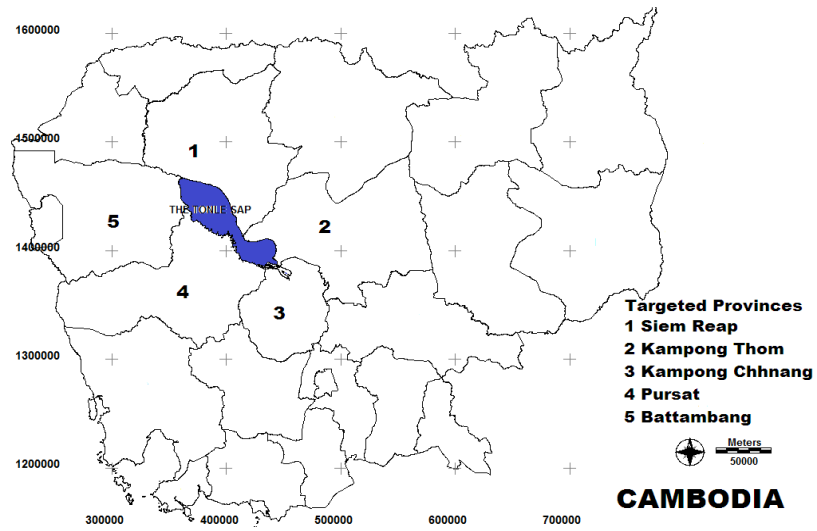 1600000
1500000
1
THE TONLE SAP
5
2
1400000
4
3
Targeted Provinces
1 Siem Reap
2 Kampong Thom
3 Kampong Chhnang
4 Pursat
5 Battambang
1300000
Meters
50000
1200000
CAMBODIA
300000 400000 500000 600000 700000